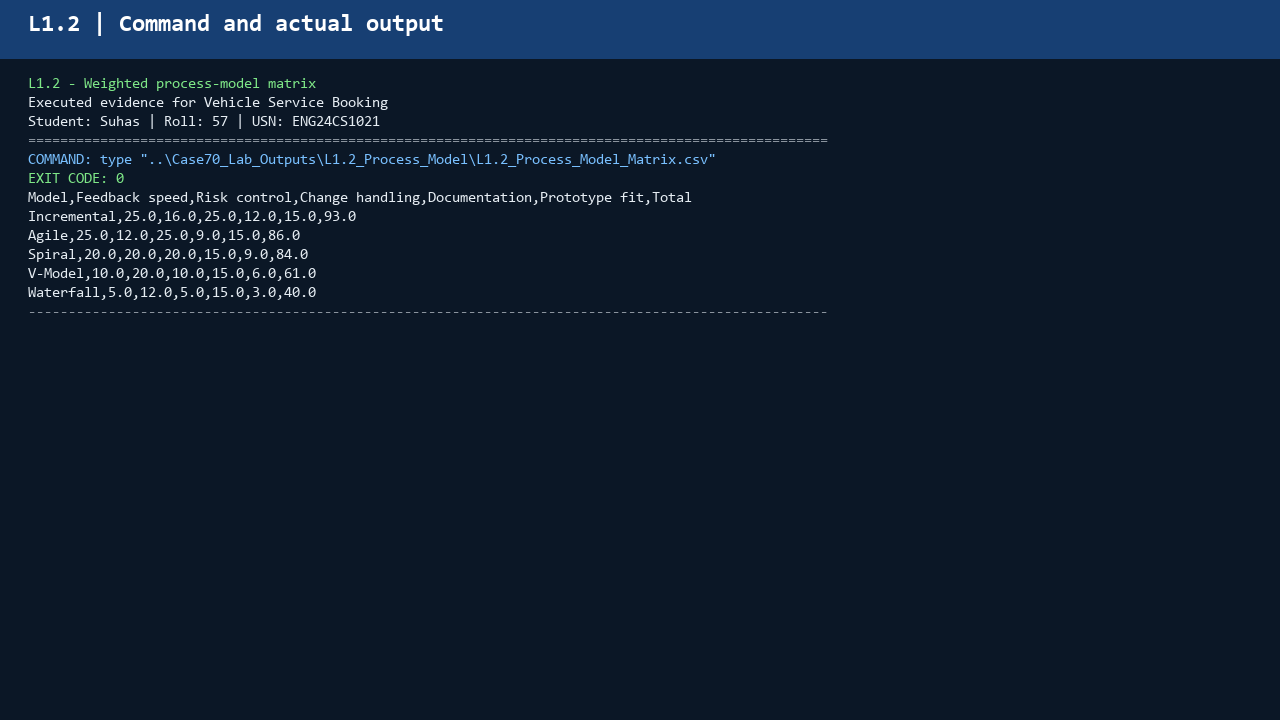 L1.2 | Command and actual output
L1.2 - Weighted process-model matrix
Executed evidence for Vehicle Service Booking
Student: Suhas | Roll: 57 | USN: ENG24CS1021
====================================================================================================
COMMAND: type "..\Case70_Lab_Outputs\L1.2_Process_Model\L1.2_Process_Model_Matrix.csv"
EXIT CODE: 0
Model,Feedback speed,Risk control,Change handling,Documentation,Prototype fit,Total
Incremental,25.0,16.0,25.0,12.0,15.0,93.0
Agile,25.0,12.0,25.0,9.0,15.0,86.0
Spiral,20.0,20.0,20.0,15.0,9.0,84.0
V-Model,10.0,20.0,10.0,15.0,6.0,61.0
Waterfall,5.0,12.0,5.0,15.0,3.0,40.0
----------------------------------------------------------------------------------------------------